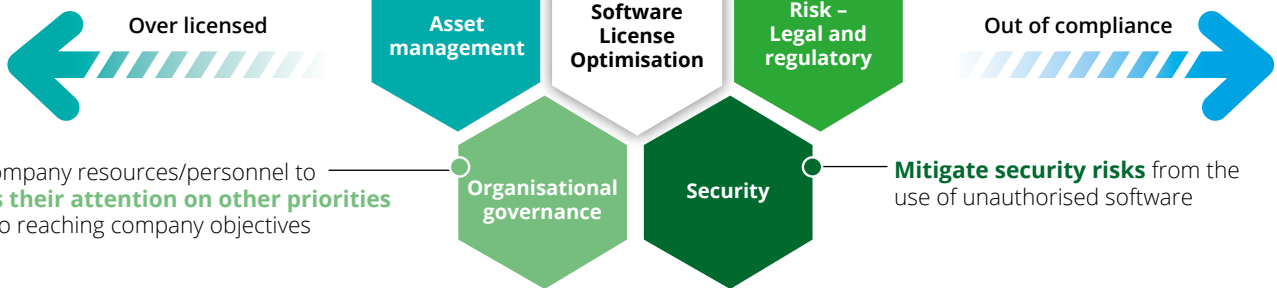 Over licensed
Asset
management
Software
License
Optimisation
Risk –
Legal and
regulatory
Out of compliance
company resources/personnel to
their attention on other priorities
reaching company objectives
Organisational
governance
Security
Mitigate security risks from the
use of unauthorised software